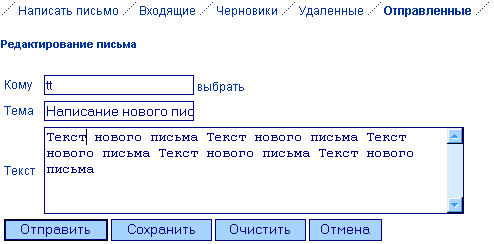 Написать письмо Входящие Черновики Удаленные Отправленные
Редактирование письма
Кому tt выбрать
Тема Написание нового пис
Текст нового письма Текст нового письма Текст
нового письма Текст нового письма Текст нового
Текст письма
Отправить Сохранить Очистить Отмена